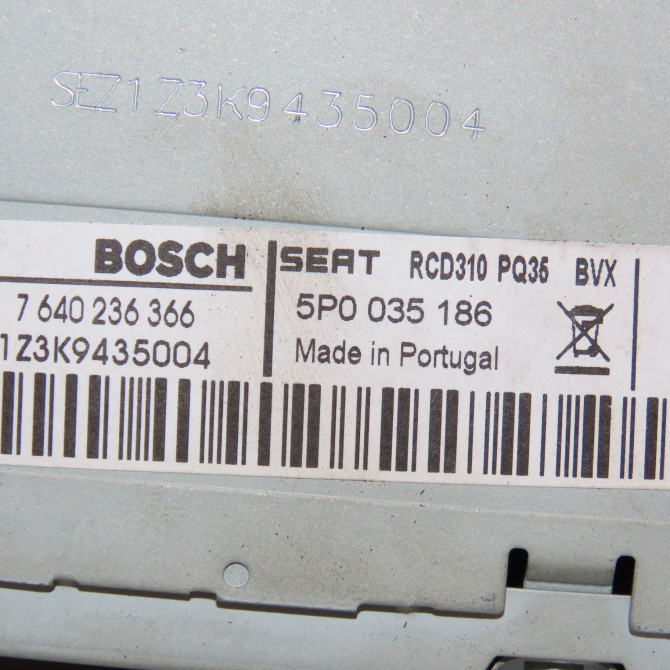 SEZ1Z3K9435004
BOSCH
7 640 236 366
1Z3K9435004
SEAT RCD310 PQ35 BVX
5P0 035 186
Made in Portugal